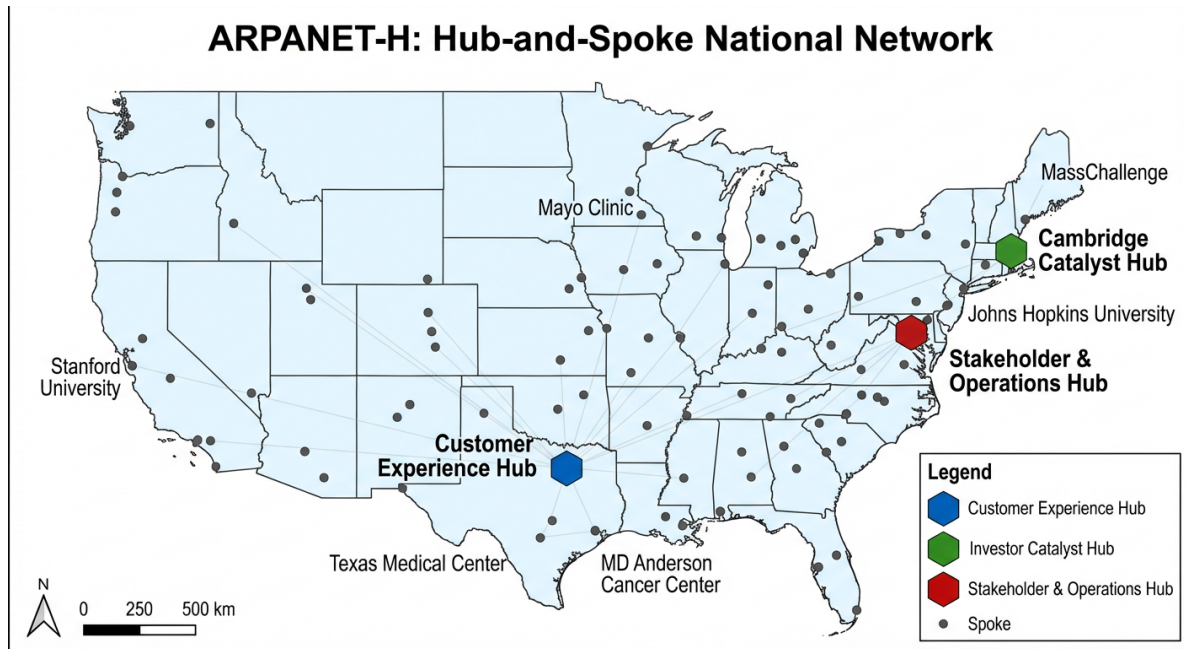 ARPANET-H: Hub-and-Spoke National Network
MassChallenge
Mayo Clinic
Cambridge
Catalyst Hub
Johns Hopkins University
Stanford
University
Stakeholder &
Operations Hub
Customer
Experience Hub
Texas Medical Center
MD Anderson
Cancer Center
Legend
Customer Experience Hub
Investor Catalyst Hub
Stakeholder & Operations Hub
Spoke
N
0 250 500 km